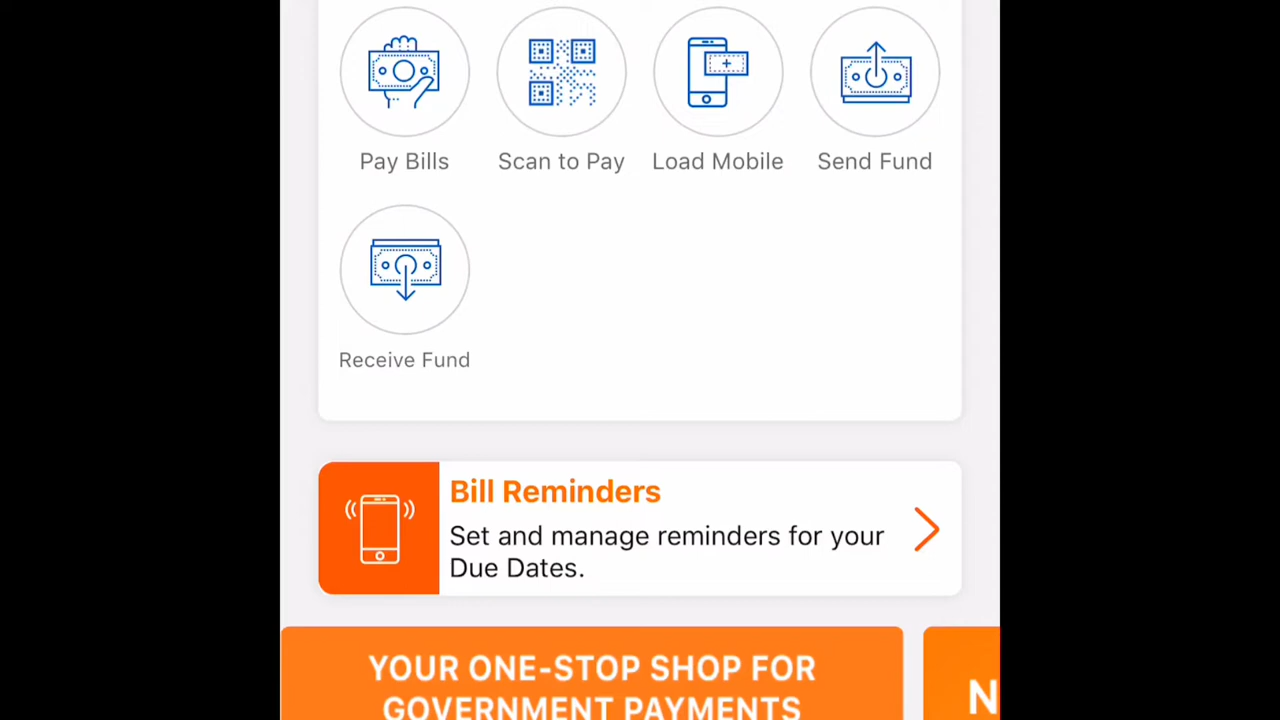 Pay Bills
Scan to Pay
Load Mobile
Send Fund
Receive Fund
Bill Reminders
Set and manage reminders for your
Due Dates.
YOUR ONE-STOP SHOP FOR
GOVERNMENT PAYMENTS